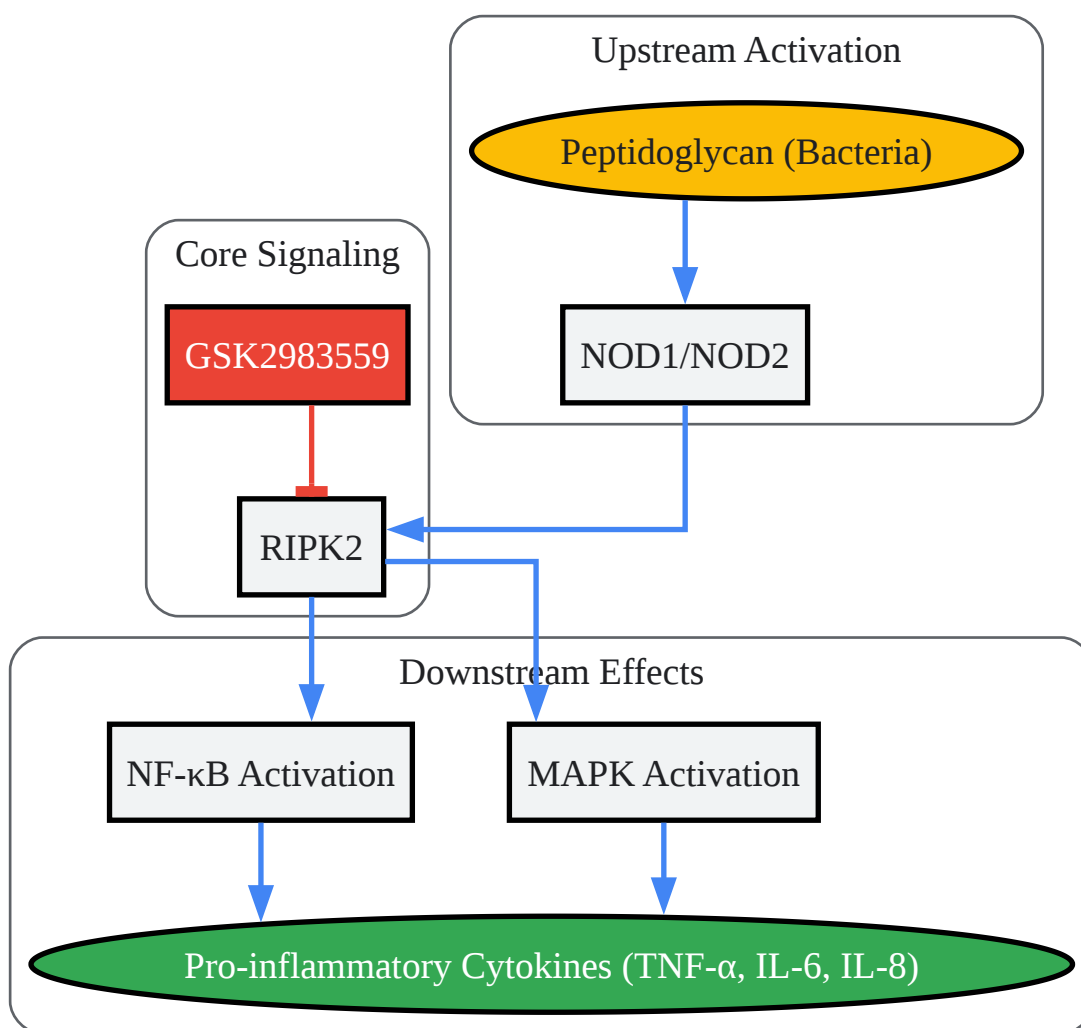 Upstream Activation
Peptidoglycan (Bacteria)
Core Signaling
GSK2983559
NOD1/NOD2
RIPK2
Downstream Effects
NF-κB Activation
MAPK Activation
Pro-inflammatory Cytokines (TNF-α, IL-6, IL-8)